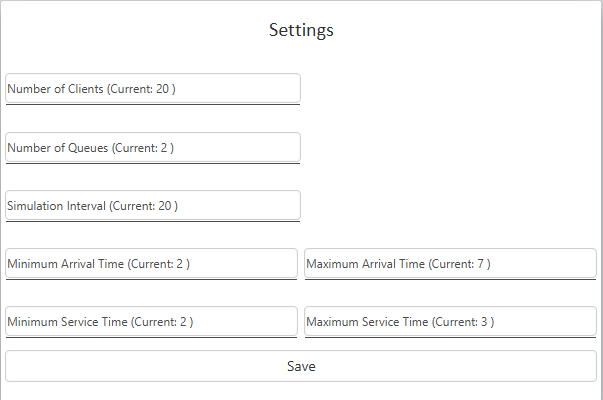 Settings
Number of Clients (Current: 20 )
Number of Queues (Current: 2 )
Simulation Interval (Current: 20 )
Minimum Arrival Time (Current: 2 )
Maximum Arrival Time (Current: 7 )
Minimum Service Time (Current: 2 )
Maximum Service Time (Current: 3 )
Save